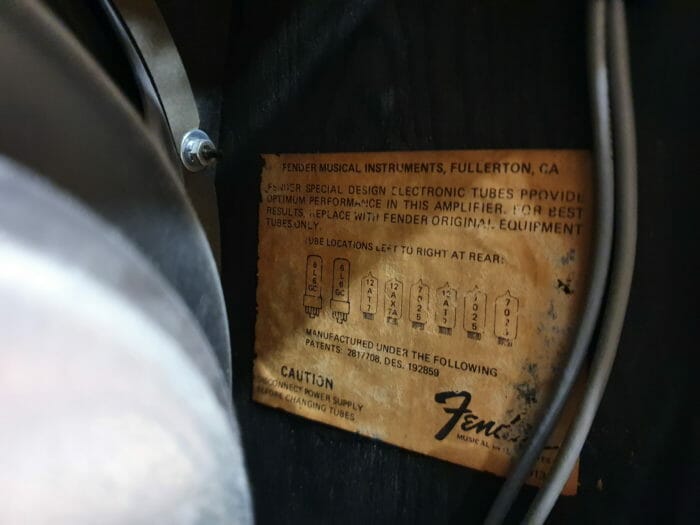 FENDER MUSICAL INSTRUMENTS, FULLERTON, CA
FENDER SPECIAL DESIGN ELECTRONIC TUBES PROVIDE
OPTIMUM PERFORMANCE IN THIS AMPLIFIER. FOR BEST
RESULTS, REPLACE WITH FENDER ORIGINAL EQUIPMENT
TUBES ONLY.
TUBE LOCATIONS LEFT TO RIGHT AT REAR:
6L6GC 6L6GC 12AT7 12AX7A 7025 12AT7 7025 7025
MANUFACTURED UNDER THE FOLLOWING
PATENTS: 2817708, DES. 192859
CAUTION
DISCONNECT POWER SUPPLY
BEFORE CHANGING TUBES
Fender
MUSICAL